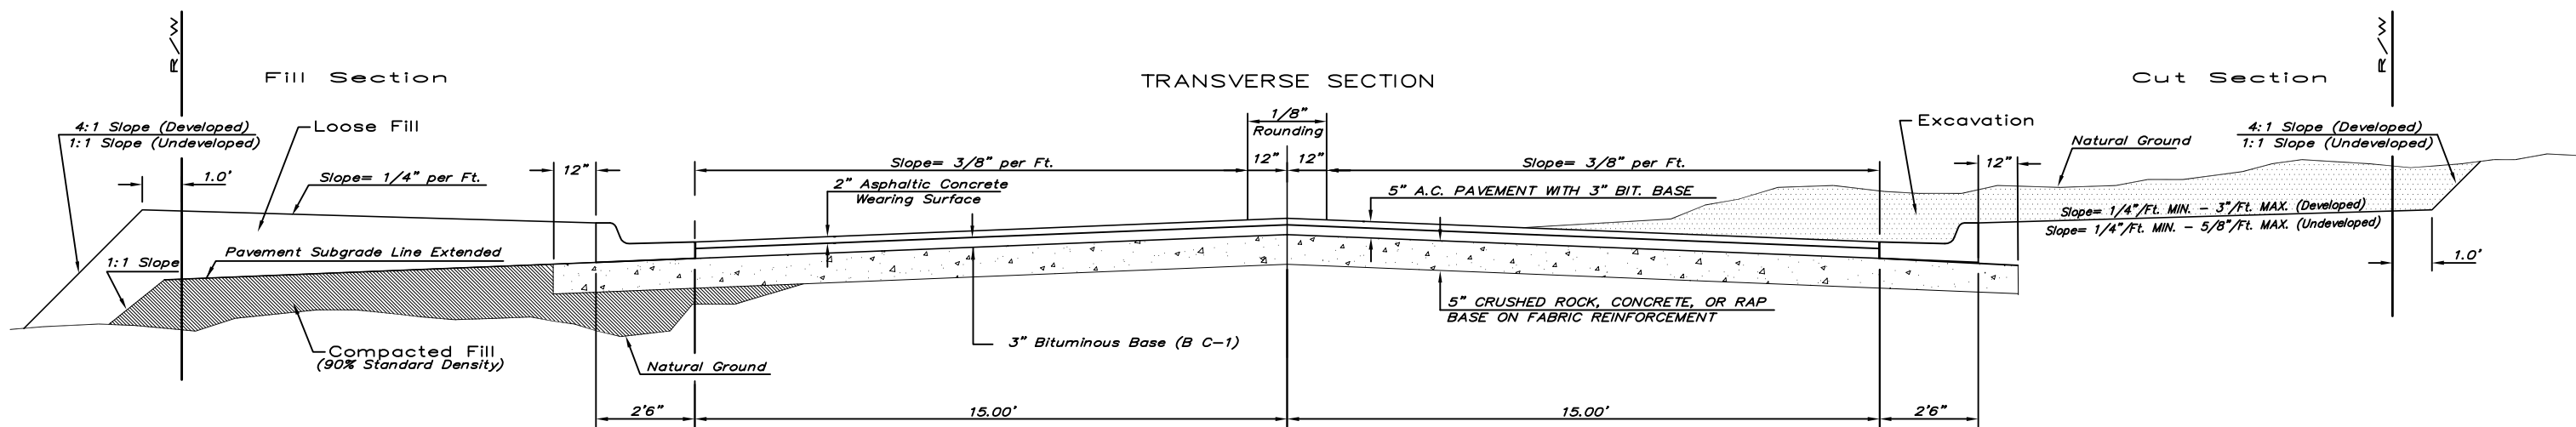 R/W
Fill Section
TRANSVERSE SECTION
Cut Section
R/W
4:1 Slope (Developed)
1:1 Slope (Undeveloped)
Loose Fill
1/8"
Rounding
Excavation
Natural Ground
4:1 Slope (Developed)
1:1 Slope (Undeveloped)
1.0'
Slope= 1/4" per Ft.
12"
Slope= 3/8" per Ft.
12"
12"
Slope= 3/8" per Ft.
12"
2" Asphaltic Concrete
Wearing Surface
5" A.C. PAVEMENT WITH 3" BIT. BASE
Slope= 1/4"/Ft. MIN. - 3"/Ft. MAX. (Developed)
Slope= 1/4"/Ft. MIN. - 5/8"/Ft. MAX. (Undeveloped)
1:1 Slope
Pavement Subgrade Line Extended
1.0'
5" CRUSHED ROCK, CONCRETE, OR RAP
BASE ON FABRIC REINFORCEMENT
Compacted Fill
(90% Standard Density)
Natural Ground
3" Bituminous Base (B C-1)
2'6"
15.00'
15.00'
2'6"